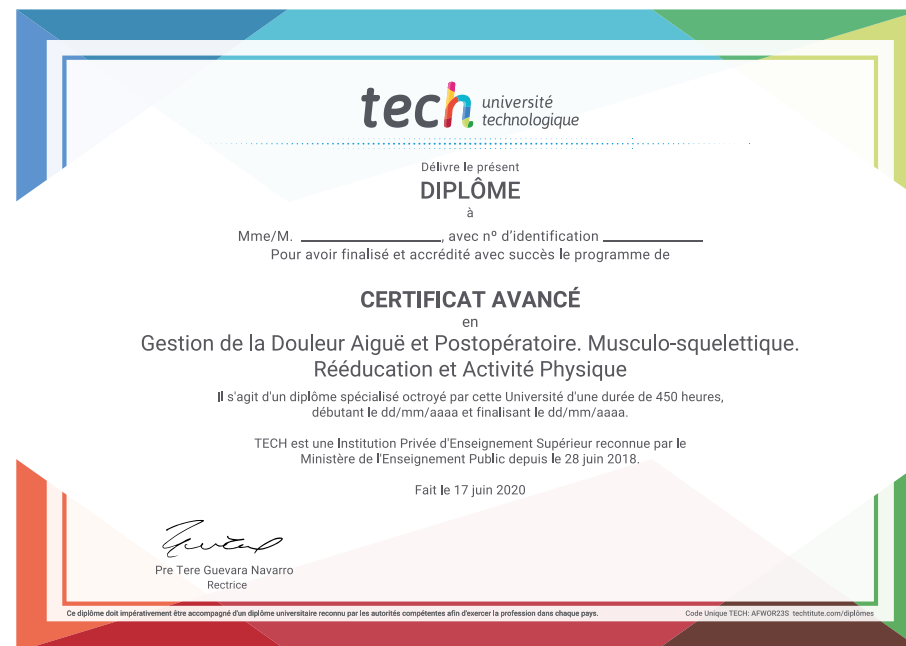 tech université
technologique
Délivre le présent
DIPLÔME
à
Mme/M. ____________________, avec nº d'identification ______________
Pour avoir finalisé et accrédité avec succès le programme de
CERTIFICAT AVANCÉ
en
Gestion de la Douleur Aiguë et Postopératoire. Musculo-squelettique.
Rééducation et Activité Physique
Il s'agit d'un diplôme spécialisé octroyé par cette Université d'une durée de 450 heures,
débutant le dd/mm/aaaa et finalisant le dd/mm/aaaa.
TECH est une Institution Privée d'Enseignement Supérieur reconnue par le
Ministère de l'Enseignement Public depuis le 28 juin 2018.
Fait le 17 juin 2020
Pre Tere Guevara Navarro
Rectrice
Ce diplôme doit impérativement être accompagné d'un diplôme universitaire reconnu par les autorités compétentes afin d'exercer la profession dans chaque pays.
Code Unique TECH: AFWOR23S techtitute.com/diplômes